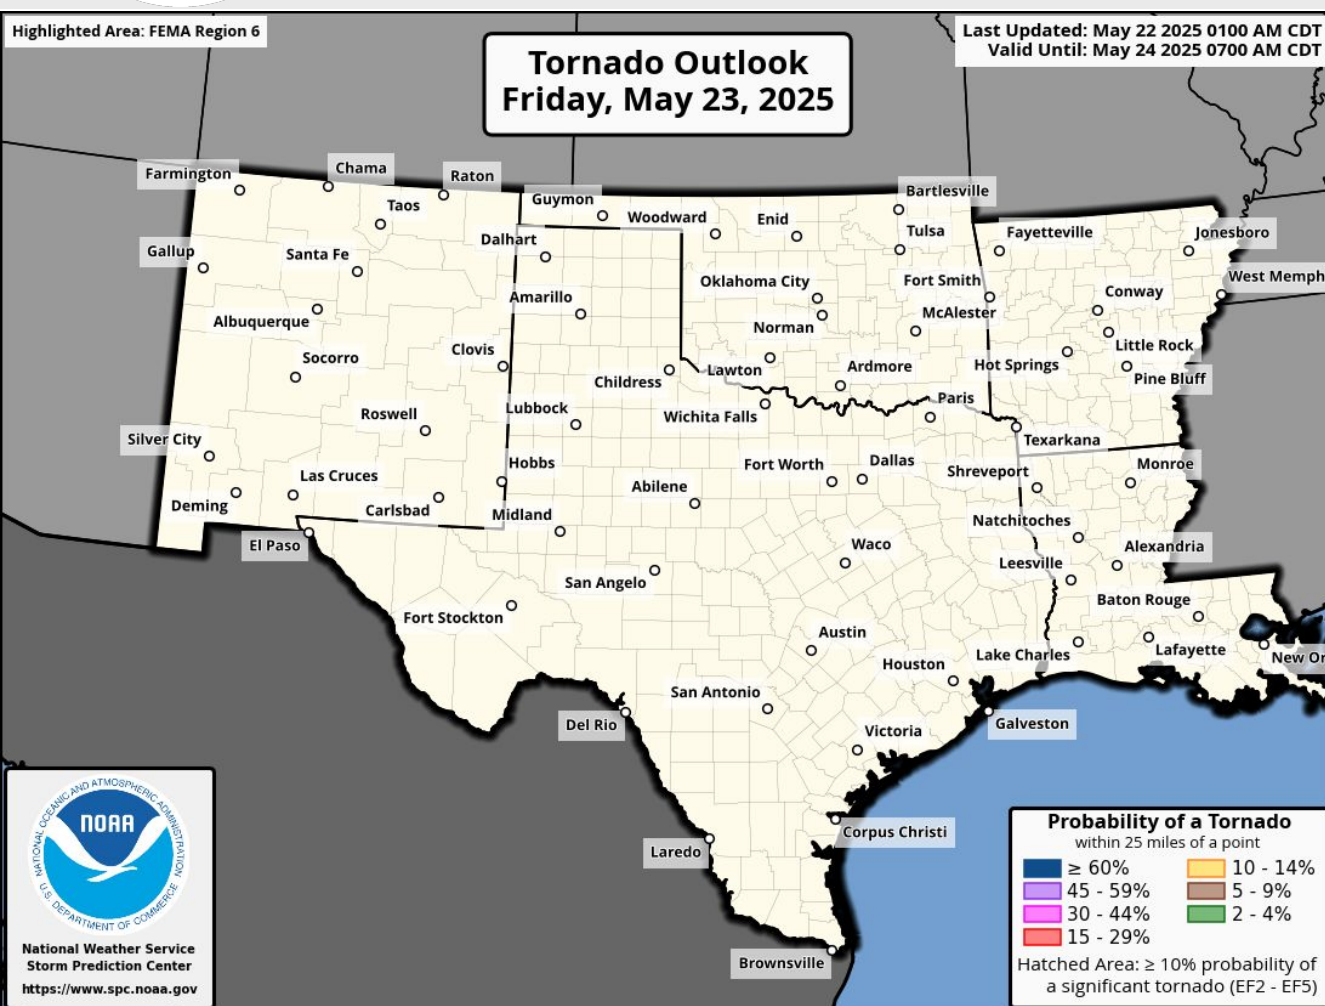 Highlighted Area: FEMA Region 6
Last Updated: May 22 2025 0100 AM CDT
Valid Until: May 24 2025 0700 AM CDT
Tornado Outlook
Friday, May 23, 2025
Farmington
Chama
Raton
Taos
Guymon
Woodward
Enid
Bartlesville
Tulsa
Fayetteville
Jonesboro
Gallup
Santa Fe
Dalhart
Oklahoma City
Fort Smith
Conway
West Memph
Albuquerque
Amarillo
Norman
McAlester
Little Rock
Socorro
Clovis
Childress
Lawton
Ardmore
Hot Springs
Pine Bluff
Roswell
Lubbock
Wichita Falls
Paris
Texarkana
Silver City
Las Cruces
Hobbs
Abilene
Fort Worth
Dallas
Shreveport
Monroe
Deming
Carlsbad
Midland
Natchitoches
El Paso
San Angelo
Waco
Leesville
Alexandria
Fort Stockton
Austin
Baton Rouge
Houston
Lake Charles
Lafayette
New Or
Del Rio
San Antonio
Victoria
Galveston
Laredo
Corpus Christi
Brownsville
NATIONAL OCEANIC AND ATMOSPHERIC ADMINISTRATION
NOAA
U.S. DEPARTMENT OF COMMERCE
National Weather Service
Storm Prediction Center
https://www.spc.noaa.gov
Probability of a Tornado
within 25 miles of a point
≥ 60%
10 - 14%
45 - 59%
5 - 9%
30 - 44%
2 - 4%
15 - 29%
Hatched Area: ≥ 10% probability of
a significant tornado (EF2 - EF5)